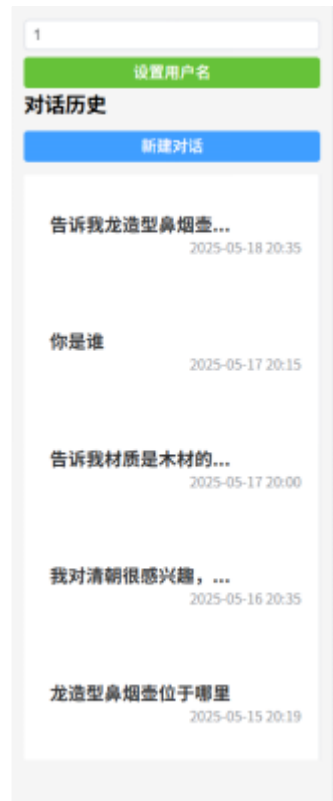 1
设置用户名
对话历史
新建对话
告诉我龙造型鼻烟壶...
2025-05-18 20:35
你是谁
2025-05-17 20:15
告诉我材质是木材的...
2025-05-17 20:00
我对清朝很感兴趣，...
2025-05-16 20:35
龙造型鼻烟壶位于哪里
2025-05-15 20:19